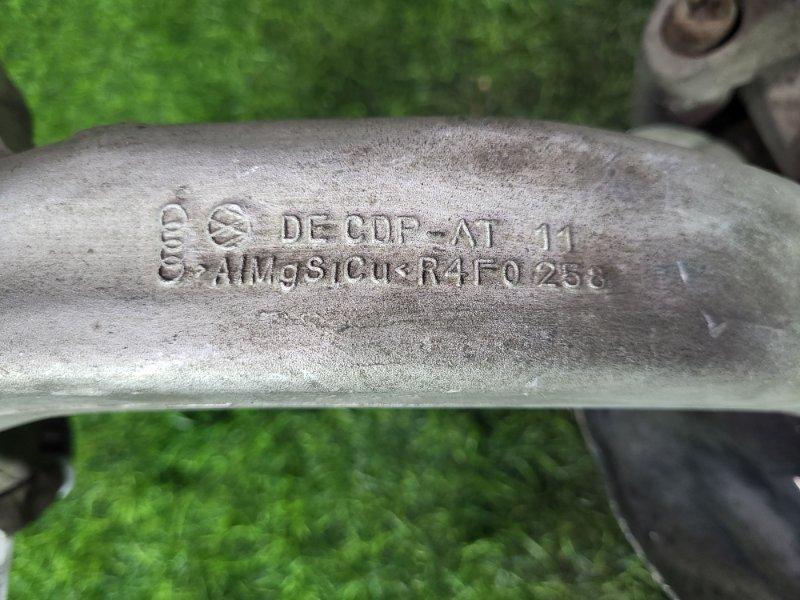 DE CDP-AT 11
>AlMgSiCu< R4F0 258